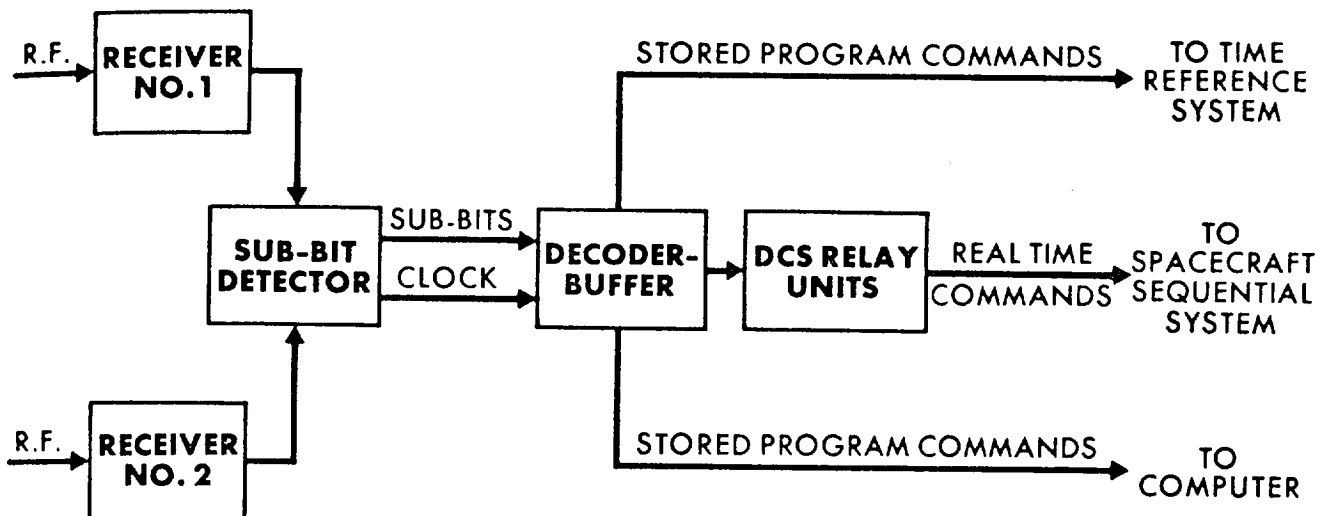 R.F.
RECEIVER
NO. 1
STORED PROGRAM COMMANDS
TO TIME
REFERENCE
SYSTEM
SUB-BIT
DETECTOR
SUB-BITS
CLOCK
DECODER-
BUFFER
DCS RELAY
UNITS
REAL TIME
COMMANDS
TO
SPACECRAFT
SEQUENTIAL
SYSTEM
R.F.
RECEIVER
NO. 2
STORED PROGRAM COMMANDS
TO
COMPUTER